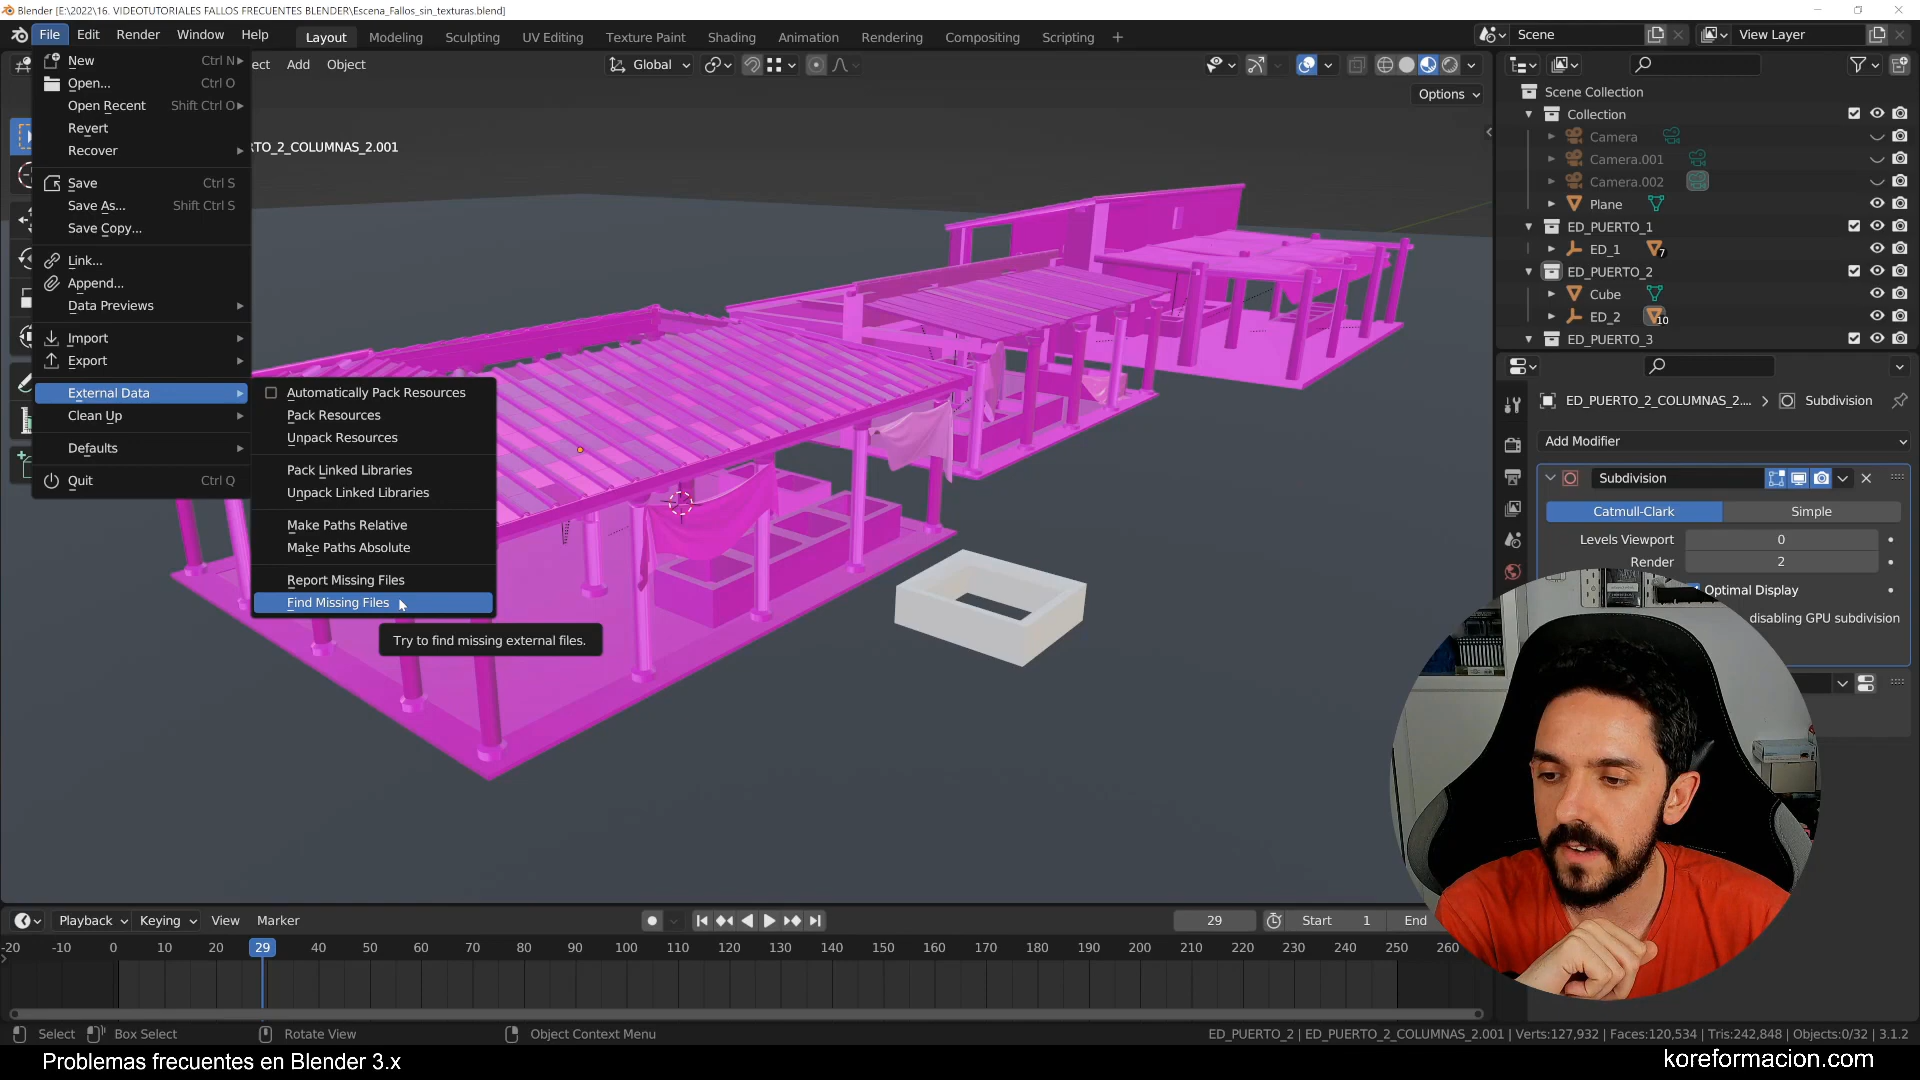 Blender [E:\2022\16. VIDEOTUTORIALES FALLOS FRECUENTES BLENDER\Escena_Fallos_sin_texturas.blend]
File Edit Render Window Help Layout Modeling Sculpting UV Editing Texture Paint Shading Animation Rendering Compositing Scripting + Scene View Layer
New Ctrl N
Open... Ctrl O
Open Recent Shift Ctrl O
Revert
Recover
Save Ctrl S
Save As... Shift Ctrl S
Save Copy...
Link...
Append...
Data Previews
Import
Export
External Data
Clean Up
Defaults
Quit Ctrl Q
Automatically Pack Resources
Pack Resources
Unpack Resources
Pack Linked Libraries
Unpack Linked Libraries
Make Paths Relative
Make Paths Absolute
Report Missing Files
Find Missing Files
Try to find missing external files.
ect Add Object Global
Options
TO_2_COLUMNAS_2.001
Scene Collection
Collection
Camera
Camera.001
Camera.002
Plane
ED_PUERTO_1
ED_1 7
ED_PUERTO_2
Cube
ED_2 10
ED_PUERTO_3
ED_PUERTO_2_COLUMNAS_2.... > Subdivision
Add Modifier
Subdivision
Catmull-Clark Simple
Levels Viewport 0
Render 2
Optimal Display
disabling GPU subdivision
Playback Keying View Marker 29 Start 1 End
-20 -10 0 10 20 29 40 50 60 70 80 90 100 110 120 130 140 150 160 170 180 190 200 210 220 230 240 250 260
Select Box Select Rotate View Object Context Menu ED_PUERTO_2 | ED_PUERTO_2_COLUMNAS_2.001 | Verts:127,932 | Faces:120,534 | Tris:242,848 | Objects:0/32 | 3.1.2
Problemas frecuentes en Blender 3.x koreformacion.com